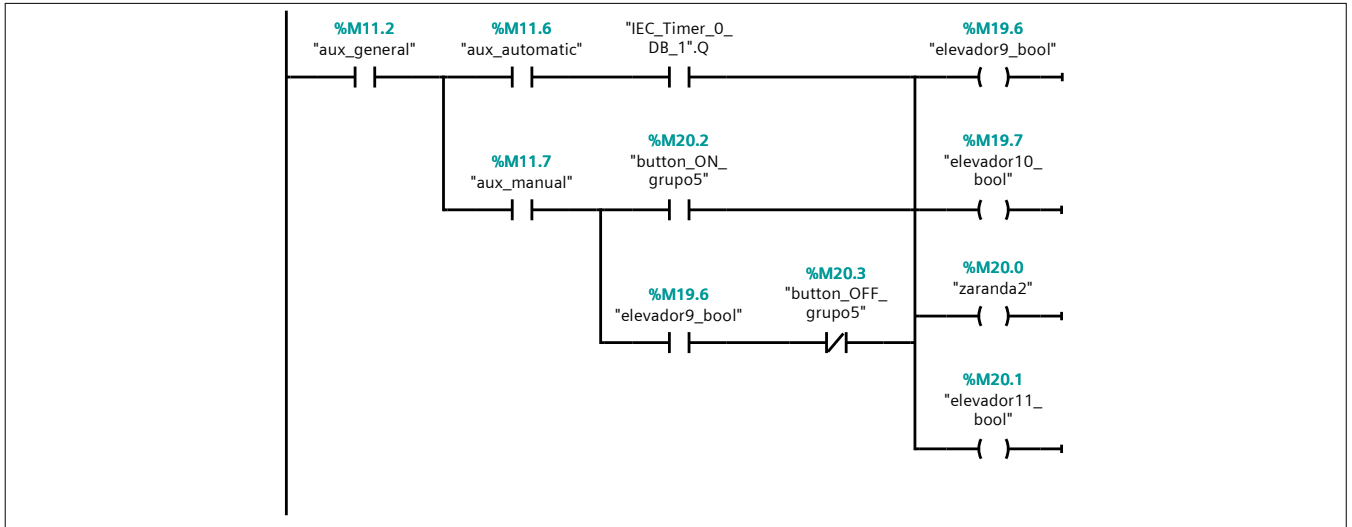 %M11.2
"aux_general"
%M11.6
"aux_automatic"
"IEC_Timer_0_
DB_1".Q
%M19.6
"elevador9_bool"
%M11.7
"aux_manual"
%M20.2
"button_ON_
grupo5"
%M19.7
"elevador10_
bool"
%M19.6
"elevador9_bool"
%M20.3
"button_OFF_
grupo5"
%M20.0
"zaranda2"
%M20.1
"elevador11_
bool"